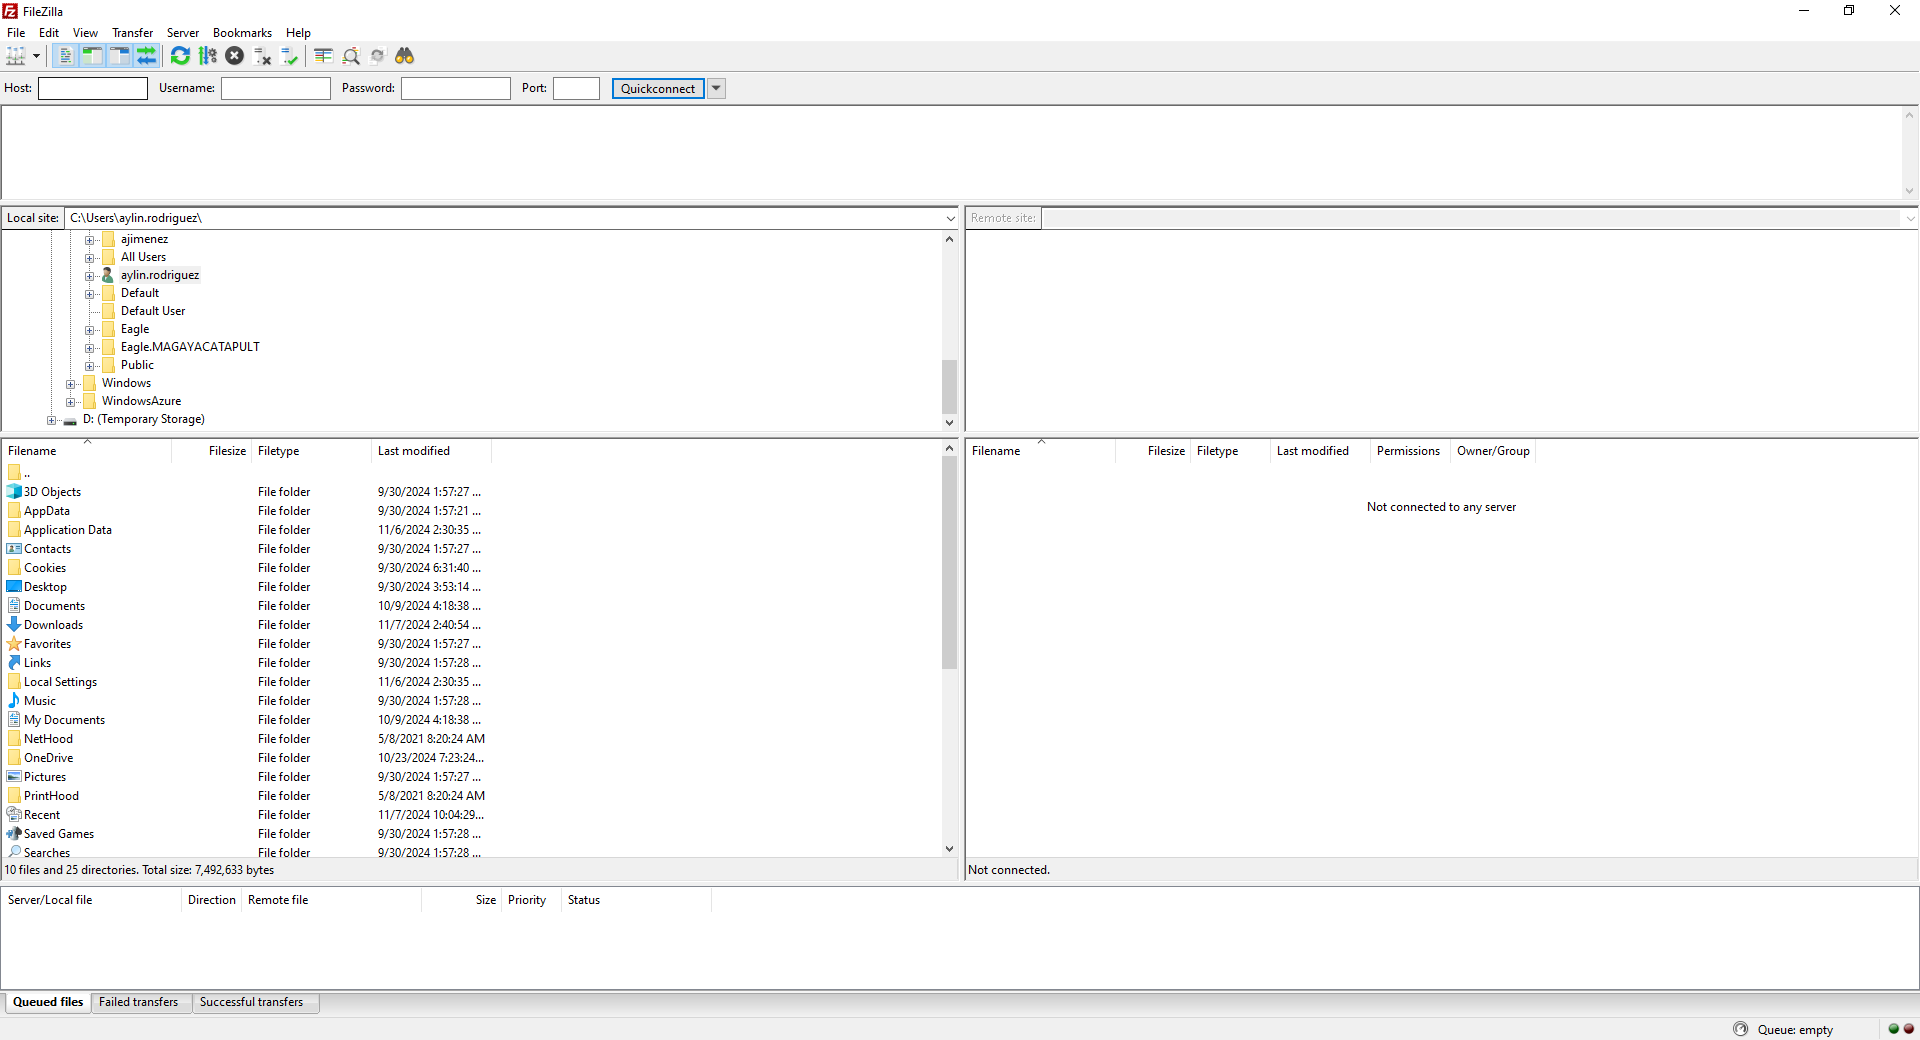 FileZilla
File Edit View Transfer Server Bookmarks Help
Host: Username: Password: Port: Quickconnect
Local site: C:\Users\aylin.rodriguez\
ajimenez
All Users
aylin.rodriguez
Default
Default User
Eagle
Eagle.MAGAYACATAPULT
Public
Windows
WindowsAzure
D: (Temporary Storage)
Remote site:
Filename Filesize Filetype Last modified
..
3D Objects File folder 9/30/2024 1:57:27 ...
AppData File folder 9/30/2024 1:57:21 ...
Application Data File folder 11/6/2024 2:30:35 ...
Contacts File folder 9/30/2024 1:57:27 ...
Cookies File folder 9/30/2024 6:31:40 ...
Desktop File folder 9/30/2024 3:53:14 ...
Documents File folder 10/9/2024 4:18:38 ...
Downloads File folder 11/7/2024 2:40:54 ...
Favorites File folder 9/30/2024 1:57:27 ...
Links File folder 9/30/2024 1:57:28 ...
Local Settings File folder 11/6/2024 2:30:35 ...
Music File folder 9/30/2024 1:57:28 ...
My Documents File folder 10/9/2024 4:18:38 ...
NetHood File folder 5/8/2021 8:20:24 AM
OneDrive File folder 10/23/2024 7:23:24...
Pictures File folder 9/30/2024 1:57:27 ...
PrintHood File folder 5/8/2021 8:20:24 AM
Recent File folder 11/7/2024 10:04:29...
Saved Games File folder 9/30/2024 1:57:28 ...
Searches File folder 9/30/2024 1:57:28 ...
10 files and 25 directories. Total size: 7,492,633 bytes
Filename Filesize Filetype Last modified Permissions Owner/Group
Not connected to any server
Not connected.
Server/Local file Direction Remote file Size Priority Status
Queued files Failed transfers Successful transfers
Queue: empty